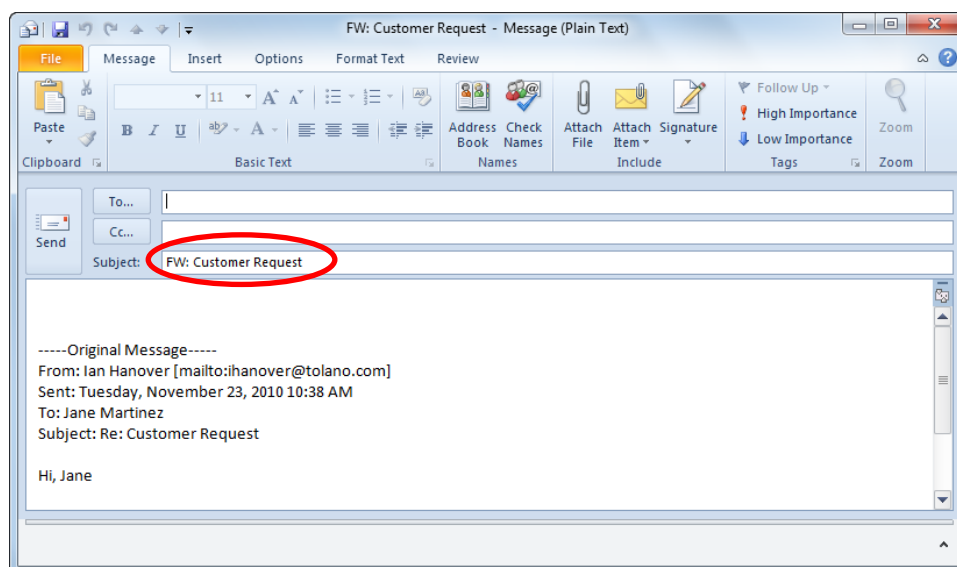 FW: Customer Request - Message (Plain Text)
File Message Insert Options Format Text Review
11 A A Follow Up
High Importance
Paste B I U ab A Address Book Check Names Attach File Attach Item Signature Low Importance Zoom
Clipboard Basic Text Names Include Tags Zoom
To...
Send
Cc...
Subject: FW: Customer Request
-----Original Message-----
From: Ian Hanover [mailto:ihanover@tolano.com]
Sent: Tuesday, November 23, 2010 10:38 AM
To: Jane Martinez
Subject: Re: Customer Request
Hi, Jane